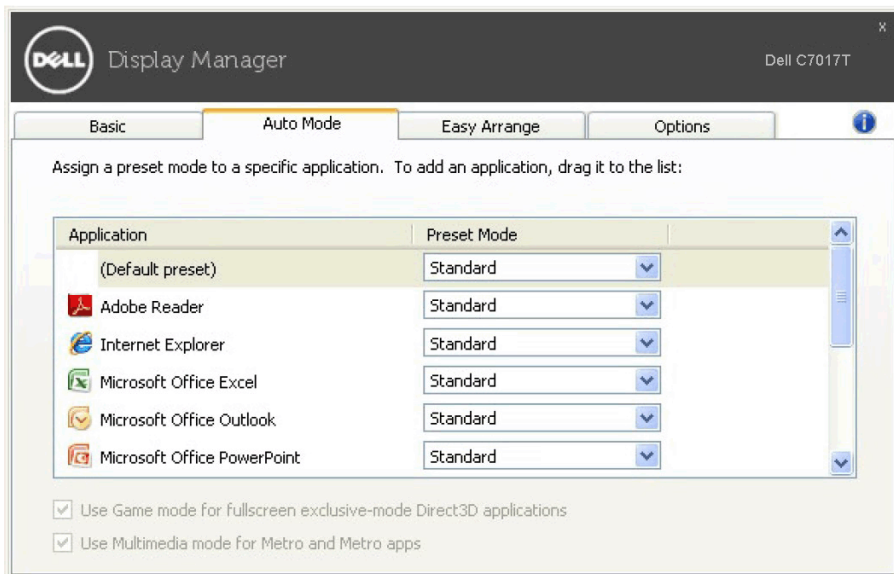 DELL Display Manager
x
Dell C7017T
Basic Auto Mode Easy Arrange Options
Assign a preset mode to a specific application. To add an application, drag it to the list:
Application Preset Mode
(Default preset) Standard
Adobe Reader Standard
Internet Explorer Standard
Microsoft Office Excel Standard
Microsoft Office Outlook Standard
Microsoft Office PowerPoint Standard
Use Game mode for fullscreen exclusive-mode Direct3D applications
Use Multimedia mode for Metro and Metro apps